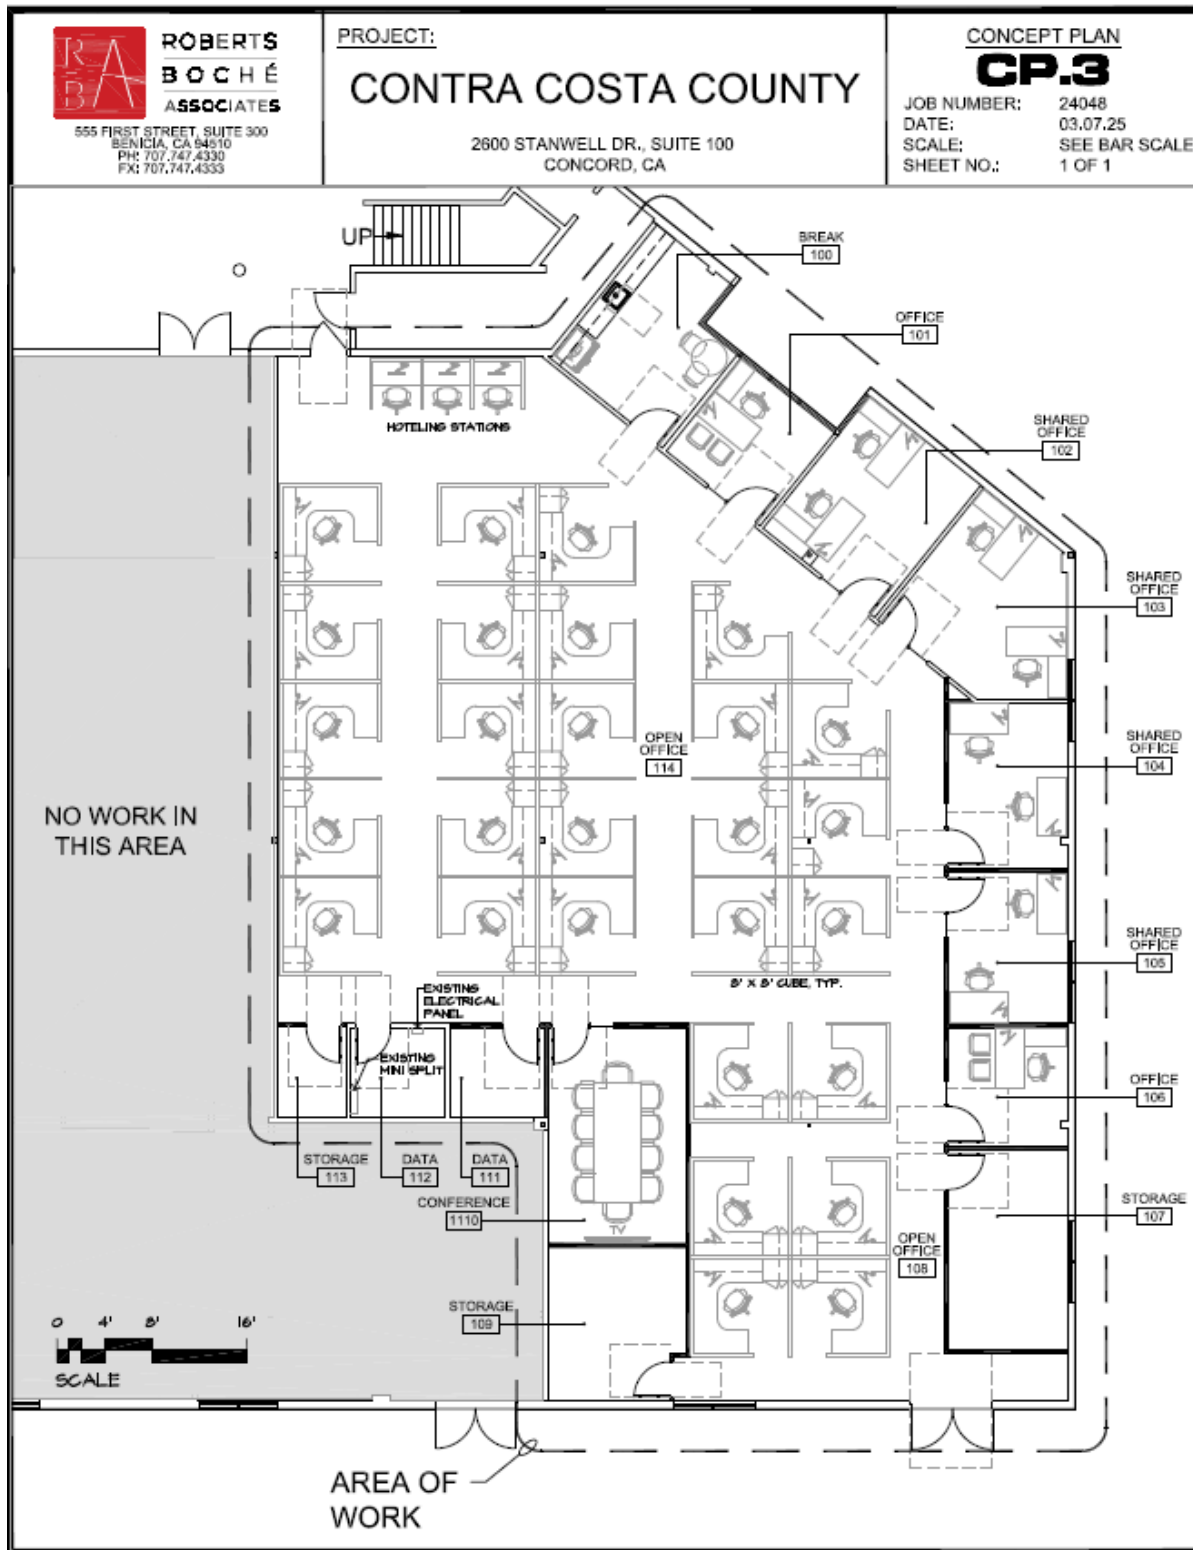 ROBERTS
BOCHÉ
ASSOCIATES
555 FIRST STREET, SUITE 300
BENICIA, CA 94510
PH: 707.747.4330
FX: 707.747.4333
PROJECT:
CONTRA COSTA COUNTY
2600 STANWELL DR., SUITE 100
CONCORD, CA
CONCEPT PLAN
CP.3
JOB NUMBER: 24048
DATE: 03.07.25
SCALE: SEE BAR SCALE
SHEET NO.: 1 OF 1
UP
BREAK
100
OFFICE
101
SHARED
OFFICE
102
HOTELING STATIONS
SHARED
OFFICE
103
OPEN
OFFICE
114
SHARED
OFFICE
104
NO WORK IN
THIS AREA
SHARED
OFFICE
105
8' X 8' CUBE, TYP.
EXISTING
ELECTRICAL
PANEL
EXISTING
MINI SPLIT
OFFICE
106
STORAGE
113
DATA
112
DATA
111
CONFERENCE
1110
TV
STORAGE
107
OPEN
OFFICE
108
STORAGE
109
0 4' 8' 16'
SCALE
AREA OF
WORK